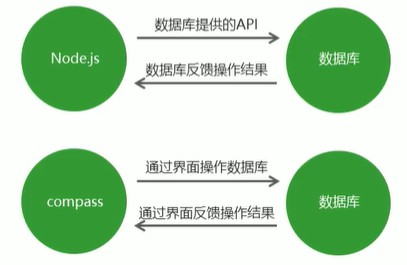 数据库提供的API
Node.js
数据库
数据库反馈操作结果
通过界面操作数据库
compass
数据库
通过界面反馈操作结果